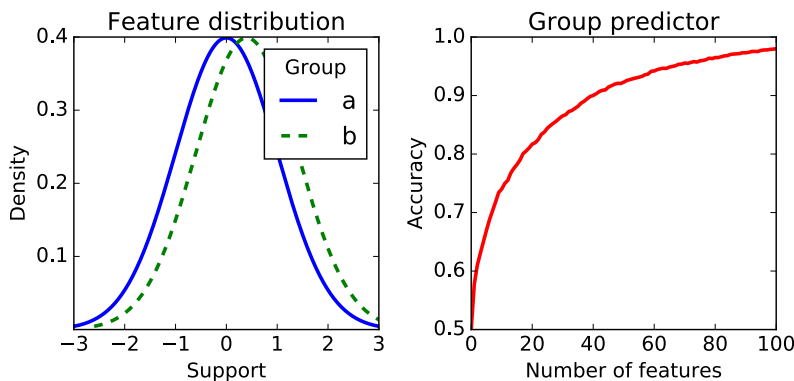 Feature distribution
0.4
0.3
0.2
0.1
Density
−3 −2 −1 0 1 2 3
Support
Group
a
b
Group predictor
1.0
0.9
0.8
0.7
0.6
0.5
Accuracy
0 20 40 60 80 100
Number of features